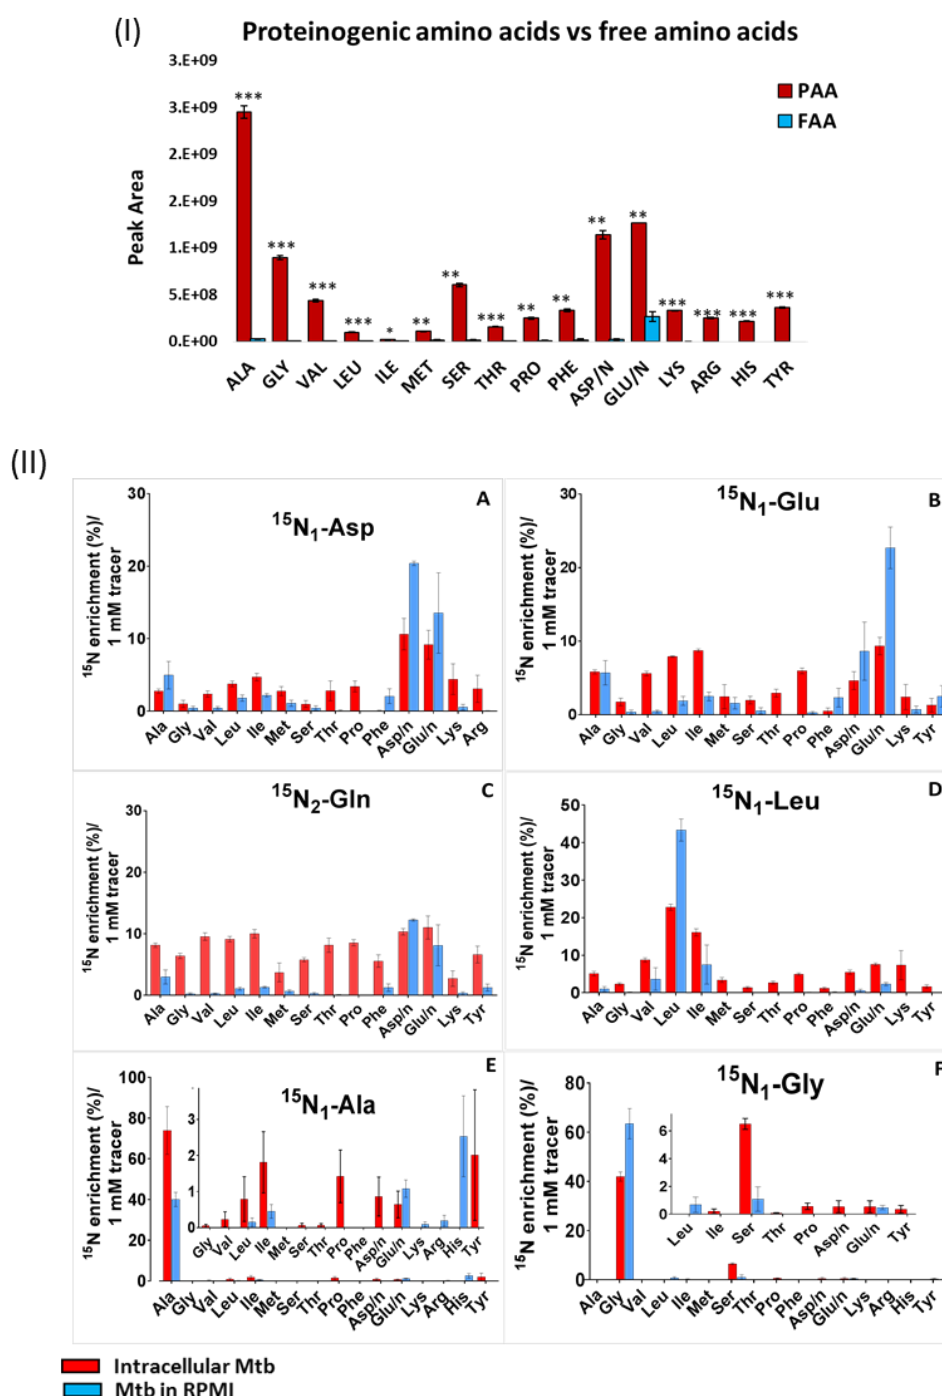 (I)
Proteinogenic amino acids vs free amino acids
3.E+09
3.E+09
2.E+09
2.E+09
1.E+09
5.E+08
0.E+00
Peak Area
PAA
FAA
***
***
***
***
*
**
**
***
**
**
**
**
***
***
***
***
ALA
GLY
VAL
LEU
ILE
MET
SER
THR
PRO
PHE
ASP/N
GLU/N
LYS
ARG
HIS
TYR
(II)
A
15N1-Asp
15N enrichment (%)/
1 mM tracer
30
20
10
0
Ala
Gly
Val
Leu
Ile
Met
Ser
Thr
Pro
Phe
Asp/n
Glu/n
Lys
Arg
B
15N1-Glu
15N enrichment (%)/
1 mM tracer
30
20
10
0
Ala
Gly
Val
Leu
Ile
Met
Ser
Thr
Pro
Phe
Asp/n
Glu/n
Lys
Tyr
C
15N2-Gln
15N enrichment (%)/
1 mM tracer
30
20
10
0
Ala
Gly
Val
Leu
Ile
Met
Ser
Thr
Pro
Phe
Asp/n
Glu/n
Lys
Tyr
D
15N1-Leu
15N enrichment (%)/
1 mM tracer
50
40
30
20
10
0
Ala
Gly
Val
Leu
Ile
Met
Ser
Thr
Pro
Phe
Asp/n
Glu/n
Lys
Tyr
E
15N1-Ala
15N enrichment (%)/
1 mM tracer
100
80
60
40
20
0
3
2
1
0
Gly
Val
Leu
Ile
Met
Ser
Thr
Pro
Phe
Asp/n
Glu/n
Lys
Arg
His
Tyr
Ala
Gly
Val
Leu
Ile
Met
Ser
Thr
Pro
Phe
Asp/n
Glu/n
Lys
Arg
His
Tyr
F
15N1-Gly
15N enrichment (%)/
1 mM tracer
80
60
40
20
0
6
4
2
0
Leu
Ile
Ser
Thr
Pro
Asp/n
Glu/n
Tyr
Ala
Gly
Val
Leu
Ile
Met
Ser
Thr
Pro
Phe
Asp/n
Glu/n
Lys
Arg
His
Tyr
Intracellular Mtb
Mtb in RPMI